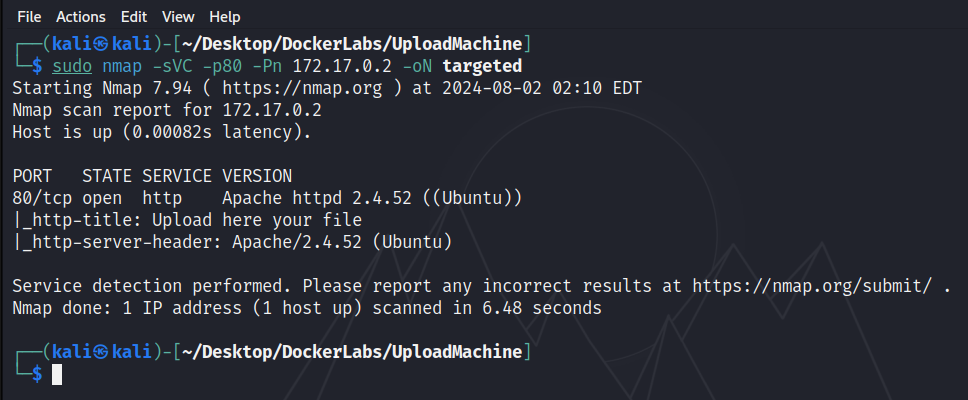 File Actions Edit View Help
┌──(kali㉿kali)-[~/Desktop/DockerLabs/UploadMachine]
└─$ sudo nmap -sVC -p80 -Pn 172.17.0.2 -oN targeted
Starting Nmap 7.94 ( https://nmap.org ) at 2024-08-02 02:10 EDT
Nmap scan report for 172.17.0.2
Host is up (0.00082s latency).

PORT   STATE SERVICE VERSION
80/tcp open  http    Apache httpd 2.4.52 ((Ubuntu))
|_http-title: Upload here your file
|_http-server-header: Apache/2.4.52 (Ubuntu)

Service detection performed. Please report any incorrect results at https://nmap.org/submit/ .
Nmap done: 1 IP address (1 host up) scanned in 6.48 seconds

┌──(kali㉿kali)-[~/Desktop/DockerLabs/UploadMachine]
└─$